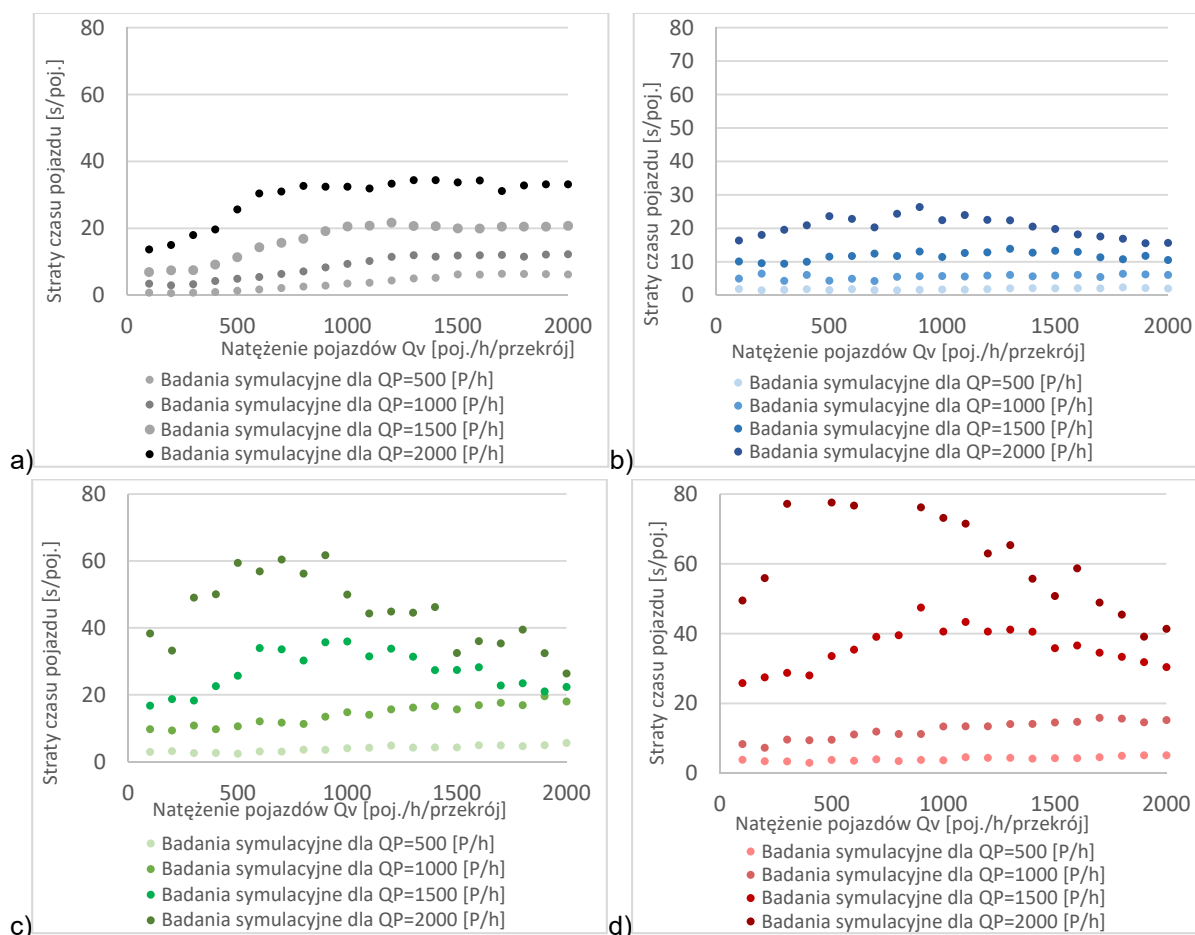 80
60
40
20
0
Straty czasu pojazdu [s/poj.]
0 500 1000 1500 2000
Natężenie pojazdów Qv [poj./h/przekrój]
Badania symulacyjne dla QP=500 [P/h]
Badania symulacyjne dla QP=1000 [P/h]
Badania symulacyjne dla QP=1500 [P/h]
Badania symulacyjne dla QP=2000 [P/h]
a)
80
70
60
50
40
30
20
10
0
Straty czasu pojazdu [s/poj.]
0 500 1000 1500 2000
Natężenie pojazdów Qv [poj./h/przekrój]
Badania symulacyjne dla QP=500 [P/h]
Badania symulacyjne dla QP=1000 [P/h]
Badania symulacyjne dla QP=1500 [P/h]
Badania symulacyjne dla QP=2000 [P/h]
b)
80
60
40
20
0
Straty czasu pojazdu [s/poj.]
0 500 1000 1500 2000
Natężenie pojazdów Qv [poj./h/przekrój]
Badania symulacyjne dla QP=500 [P/h]
Badania symulacyjne dla QP=1000 [P/h]
Badania symulacyjne dla QP=1500 [P/h]
Badania symulacyjne dla QP=2000 [P/h]
c)
80
60
40
20
0
Straty czasu pojazdu [s/poj.]
0 500 1000 1500 2000
Natężenie pojazdów Qv [poj./h/przekrój]
Badania symulacyjne dla QP=500 [P/h]
Badania symulacyjne dla QP=1000 [P/h]
Badania symulacyjne dla QP=1500 [P/h]
Badania symulacyjne dla QP=2000 [P/h]
d)